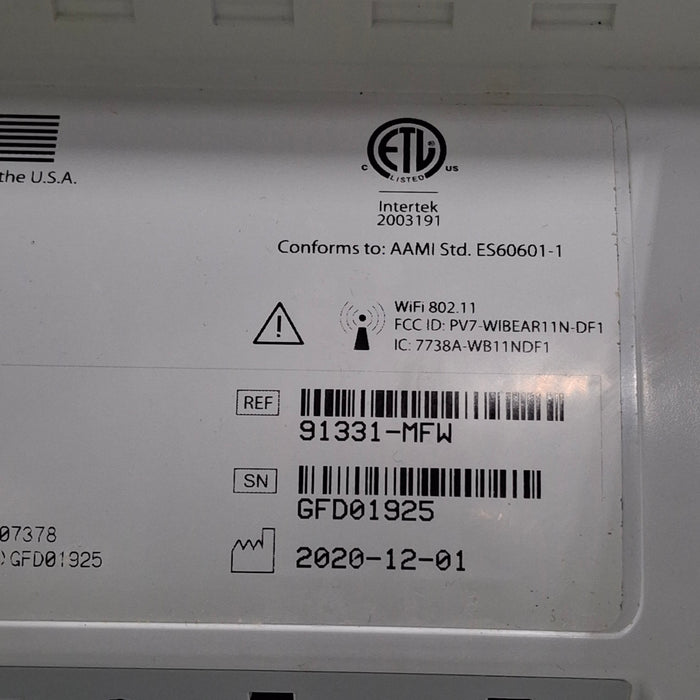 the U.S.A.
C ETL® US
LISTED
Intertek
2003191
Conforms to: AAMI Std. ES60601-1
WiFi 802.11
FCC ID: PV7-WIBEAR11N-DF1
IC: 7738A-WB11NDF1
REF
91331-MFW
SN
GFD01925
07378
)GFD01925
2020-12-01